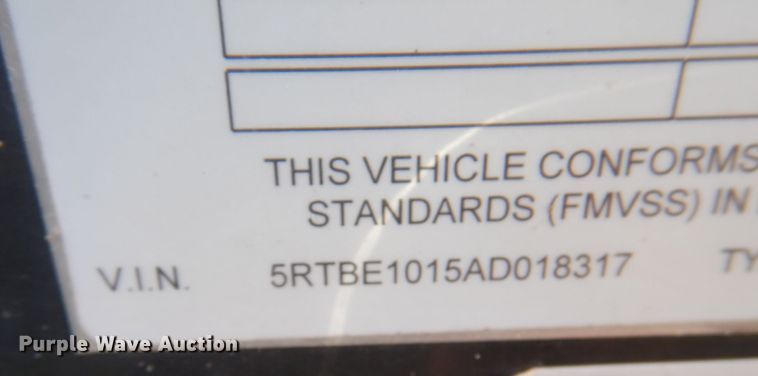 THIS VEHICLE CONFORMS
STANDARDS (FMVSS) IN
V.I.N. 5RTBE1015AD018317
Purple Wave Auction